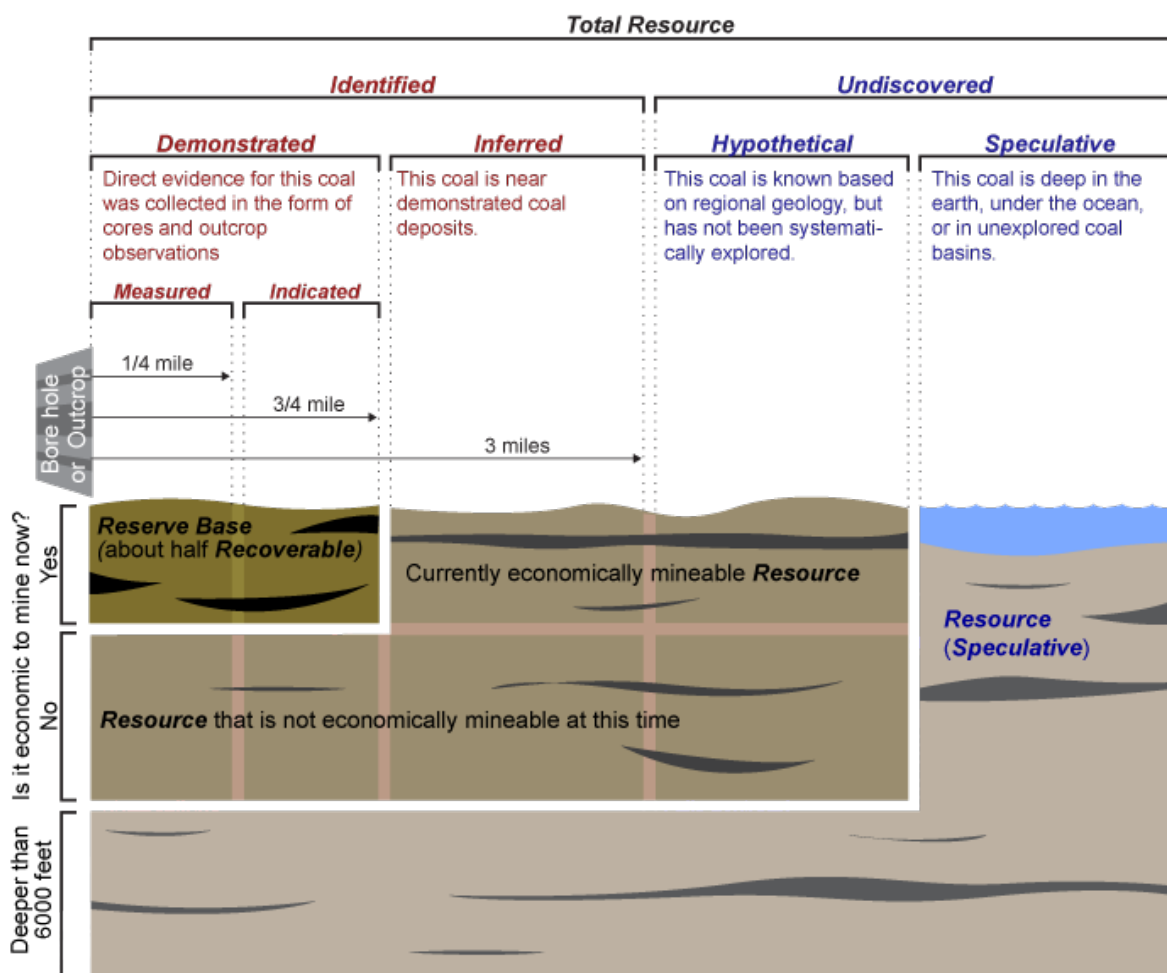 Total Resource
Identified
Undiscovered
Demonstrated
Inferred
Hypothetical
Speculative
Direct evidence for this coal
was collected in the form of
cores and outcrop
observations
This coal is near
demonstrated coal
deposits.
This coal is known based
on regional geology, but
has not been systemati-
cally explored.
This coal is deep in the
earth, under the ocean,
or in unexplored coal
basins.
Measured
Indicated
Bore hole
or Outcrop
1/4 mile
3/4 mile
3 miles
Is it economic to mine now?
Yes
No
Reserve Base
(about half Recoverable)
Currently economically mineable Resource
Resource
(Speculative)
Resource that is not economically mineable at this time
Deeper than
6000 feet